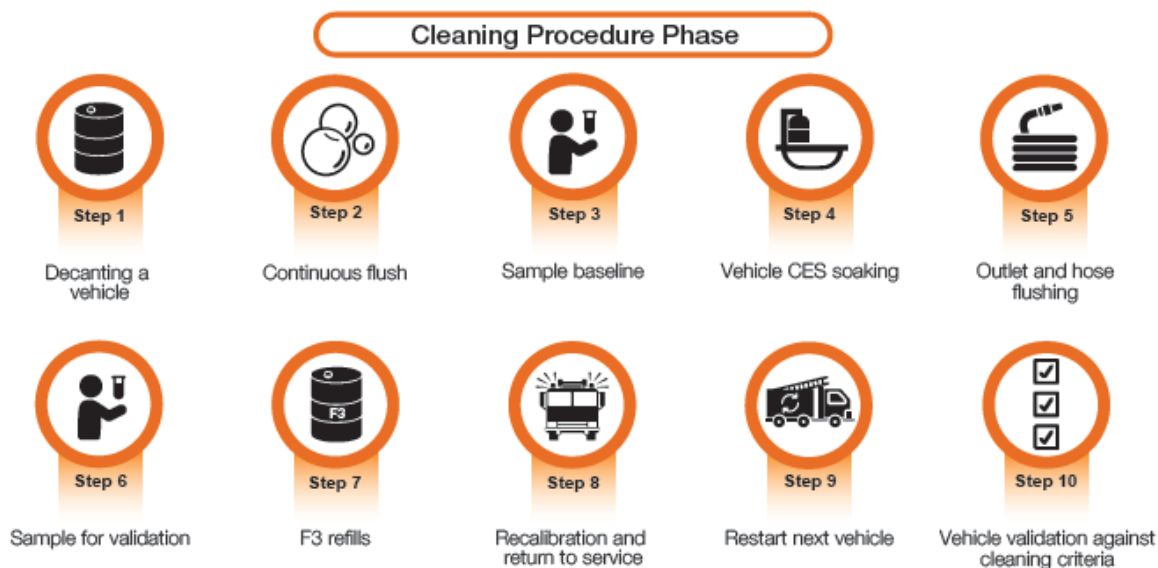 Cleaning Procedure Phase
Step 1
Decanting a
vehicle
Step 2
Continuous flush
Step 3
Sample baseline
Step 4
Vehicle CES soaking
Step 5
Outlet and hose
flushing
Step 6
Sample for validation
F3
Step 7
F3 refills
Step 8
Recalibration and
return to service
Step 9
Restart next vehicle
Step 10
Vehicle validation against
cleaning criteria